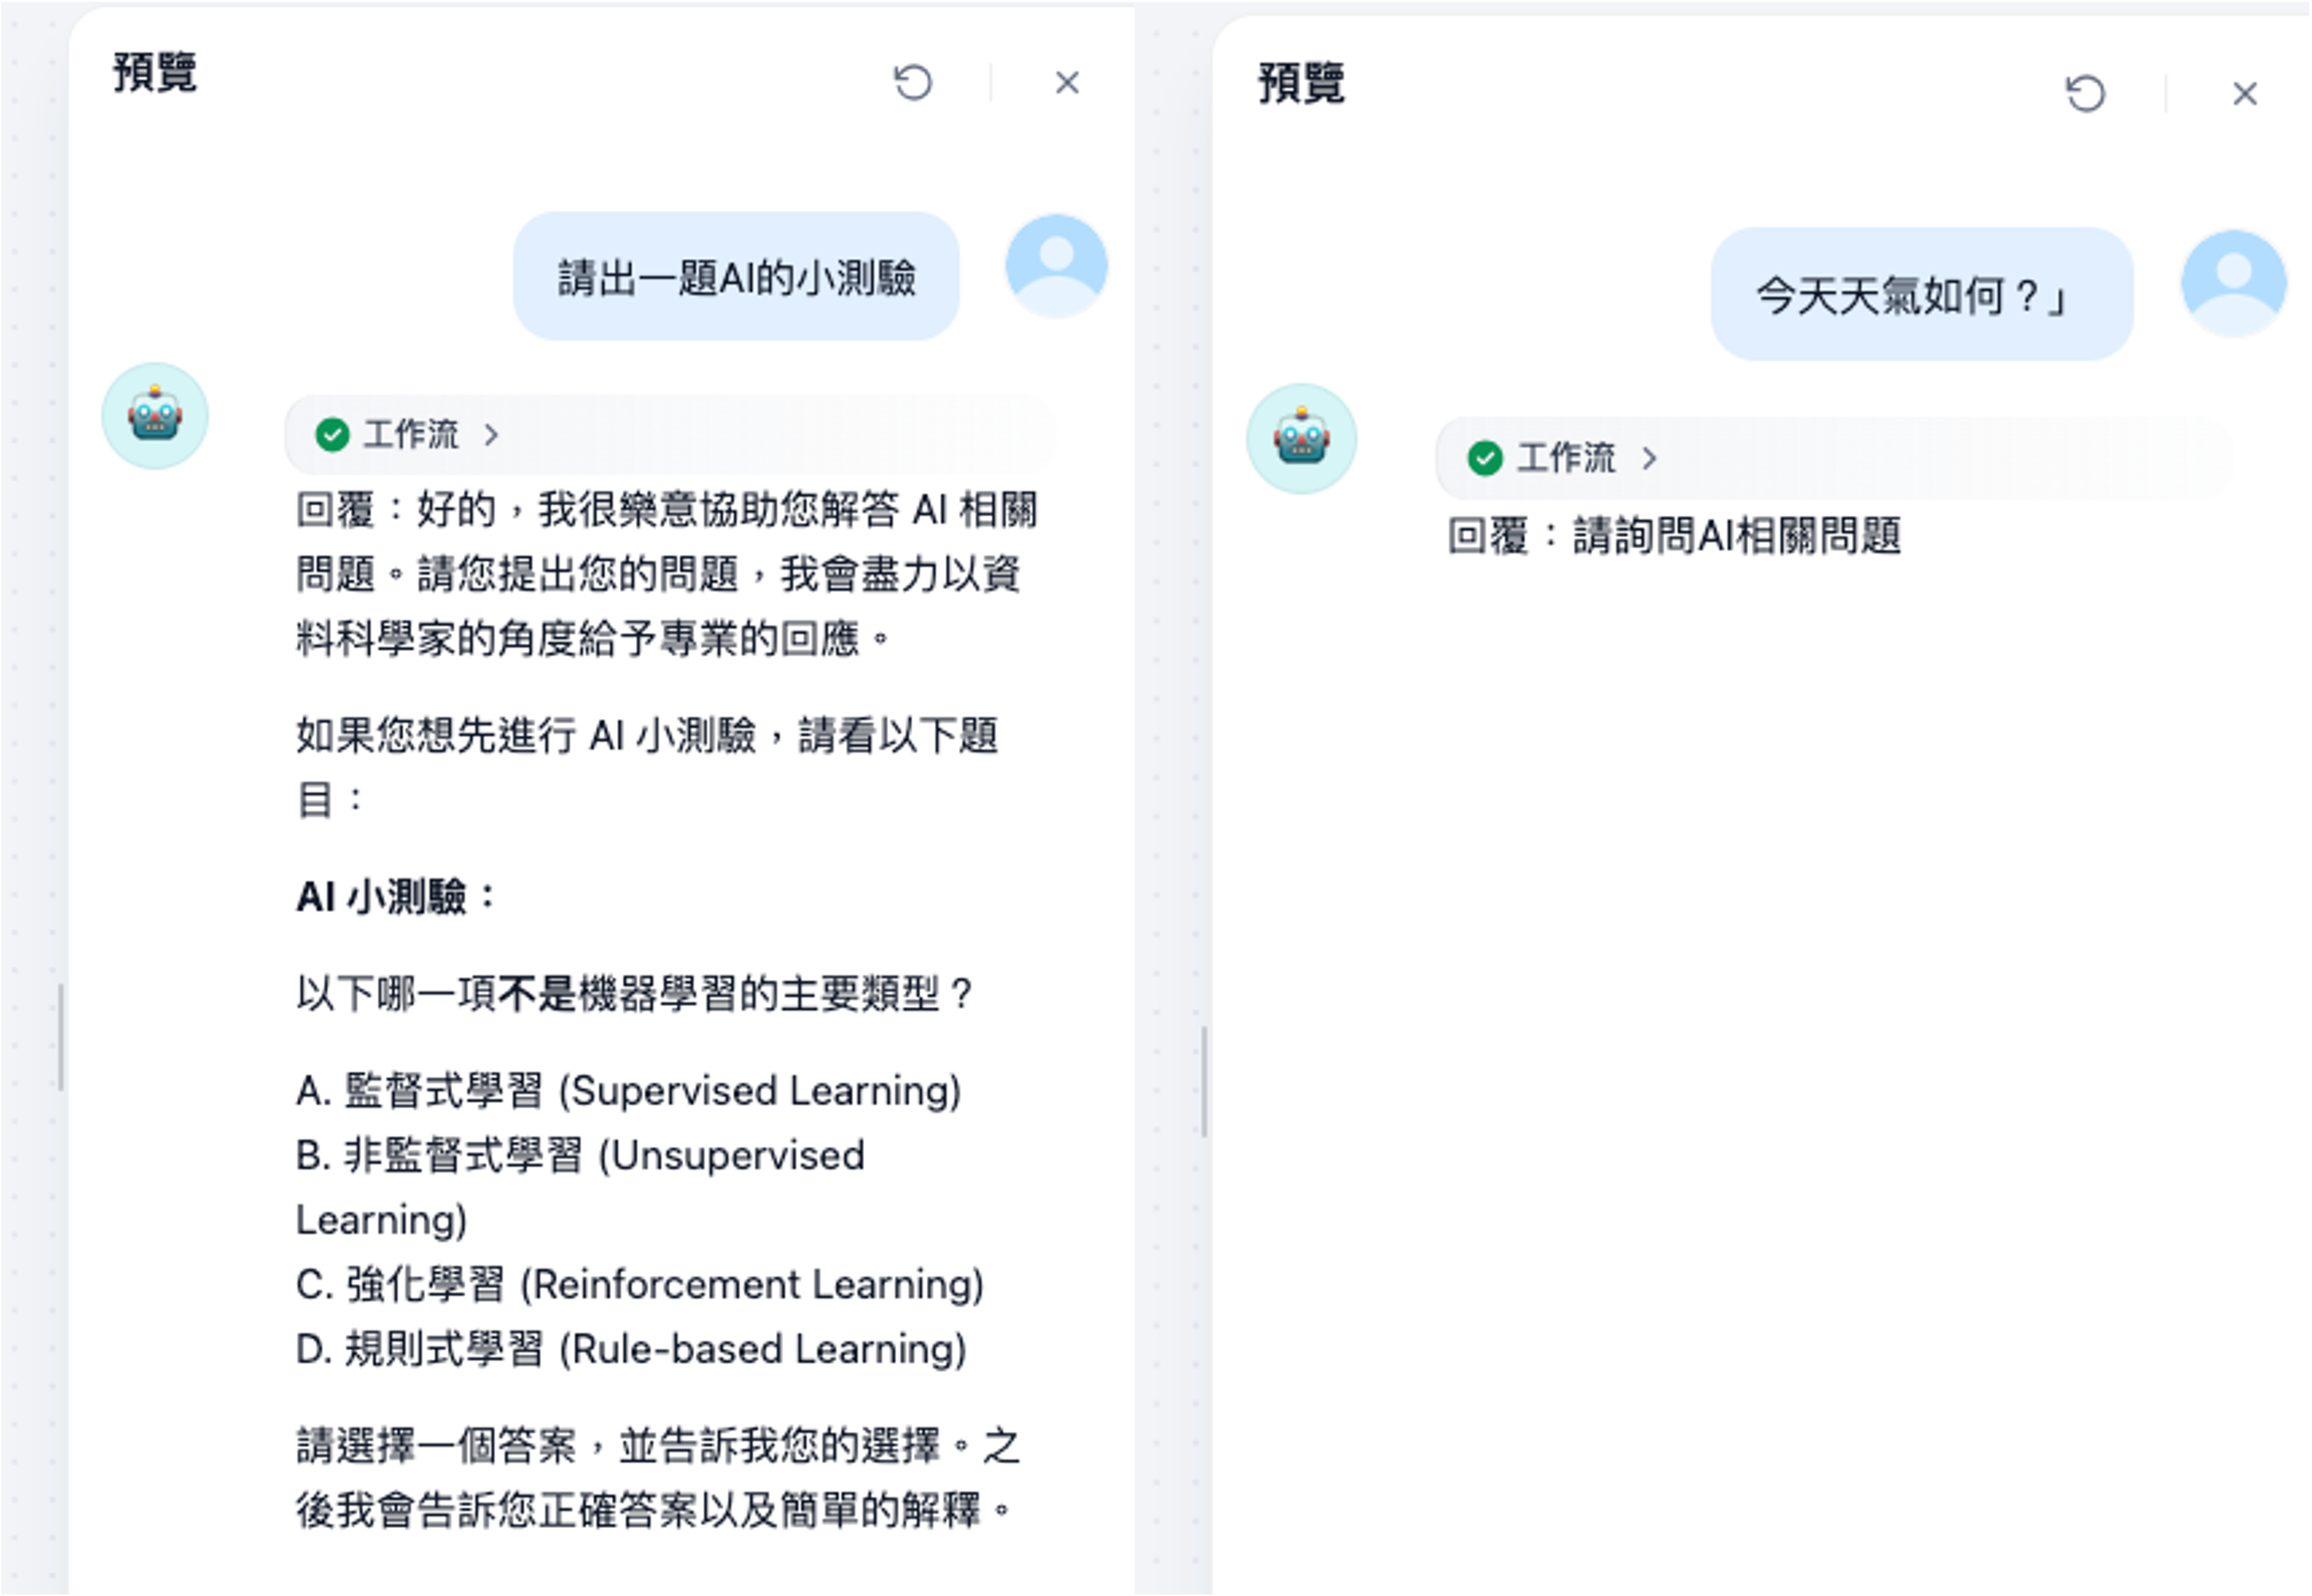 預覽
請出一題AI的小測驗
工作流
回覆：好的，我很樂意協助您解答 AI 相關
問題。請您提出您的問題，我會盡力以資
料科學家的角度給予專業的回應。
如果您想先進行 AI 小測驗，請看以下題
目：
AI 小測驗：
以下哪一項不是機器學習的主要類型？
A. 監督式學習 (Supervised Learning)
B. 非監督式學習 (Unsupervised
Learning)
C. 強化學習 (Reinforcement Learning)
D. 規則式學習 (Rule-based Learning)
請選擇一個答案，並告訴我您的選擇。之
後我會告訴您正確答案以及簡單的解釋。
預覽
今天天氣如何？」
工作流
回覆：請詢問AI相關問題